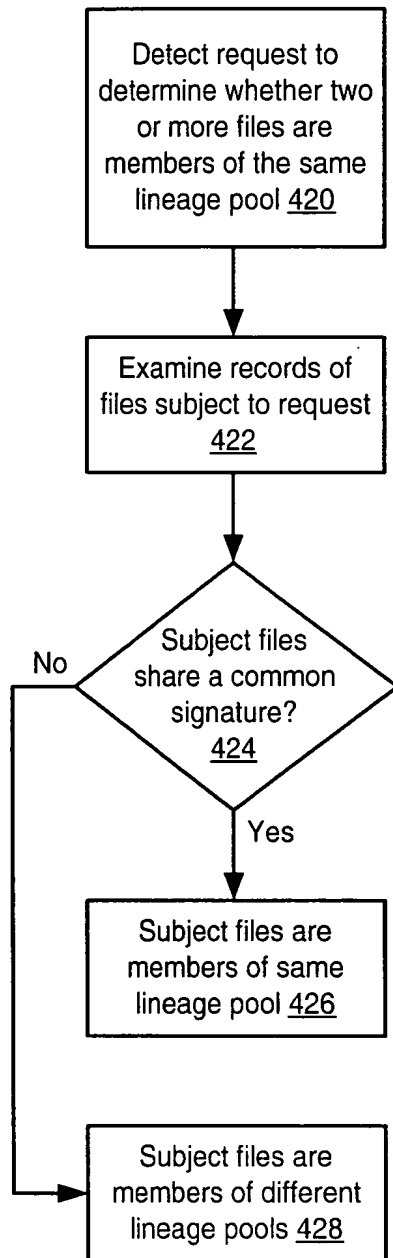 Detect request to
determine whether two
or more files are
members of the same
lineage pool 420
Examine records of
files subject to request
422
Subject files
share a common
signature?
424
No
Yes
Subject files are
members of same
lineage pool 426
Subject files are
members of different
lineage pools 428